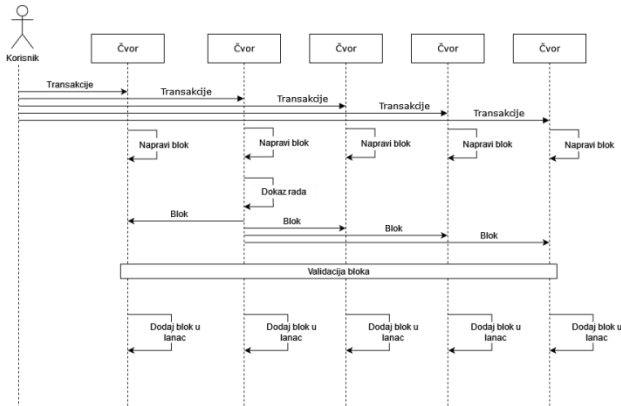 Korisnik
Čvor
Čvor
Čvor
Čvor
Čvor
Transakcije
Transakcije
Transakcije
Transakcije
Napravi blok
Napravi blok
Napravi blok
Napravi blok
Napravi blok
Dokaz rada
Blok
Blok
Blok
Blok
Validacija bloka
Dodaj blok u
lanac
Dodaj blok u
lanac
Dodaj blok u
lanac
Dodaj blok u
lanac
Dodaj blok u
lanac